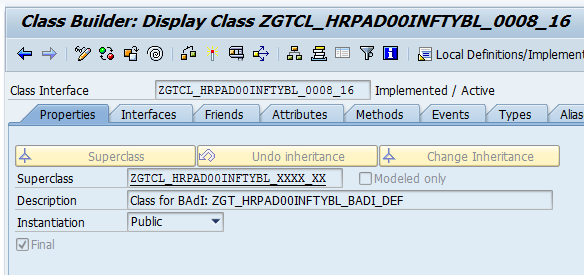 Class Builder: Display Class ZGTCL_HRPAD00INFTYBL_0008_16
Local Definitions/Implemen
Class Interface ZGTCL_HRPAD00INFTYBL_0008_16 Implemented / Active
Properties Interfaces Friends Attributes Methods Events Types Alias
Superclass Undo inheritance Change Inheritance
Superclass ZGTCL_HRPAD00INFTYBL_XXXX_XX Modeled only
Description Class for BAdI: ZGT_HRPAD00INFTYBL_BADI_DEF
Instantiation Public
Final